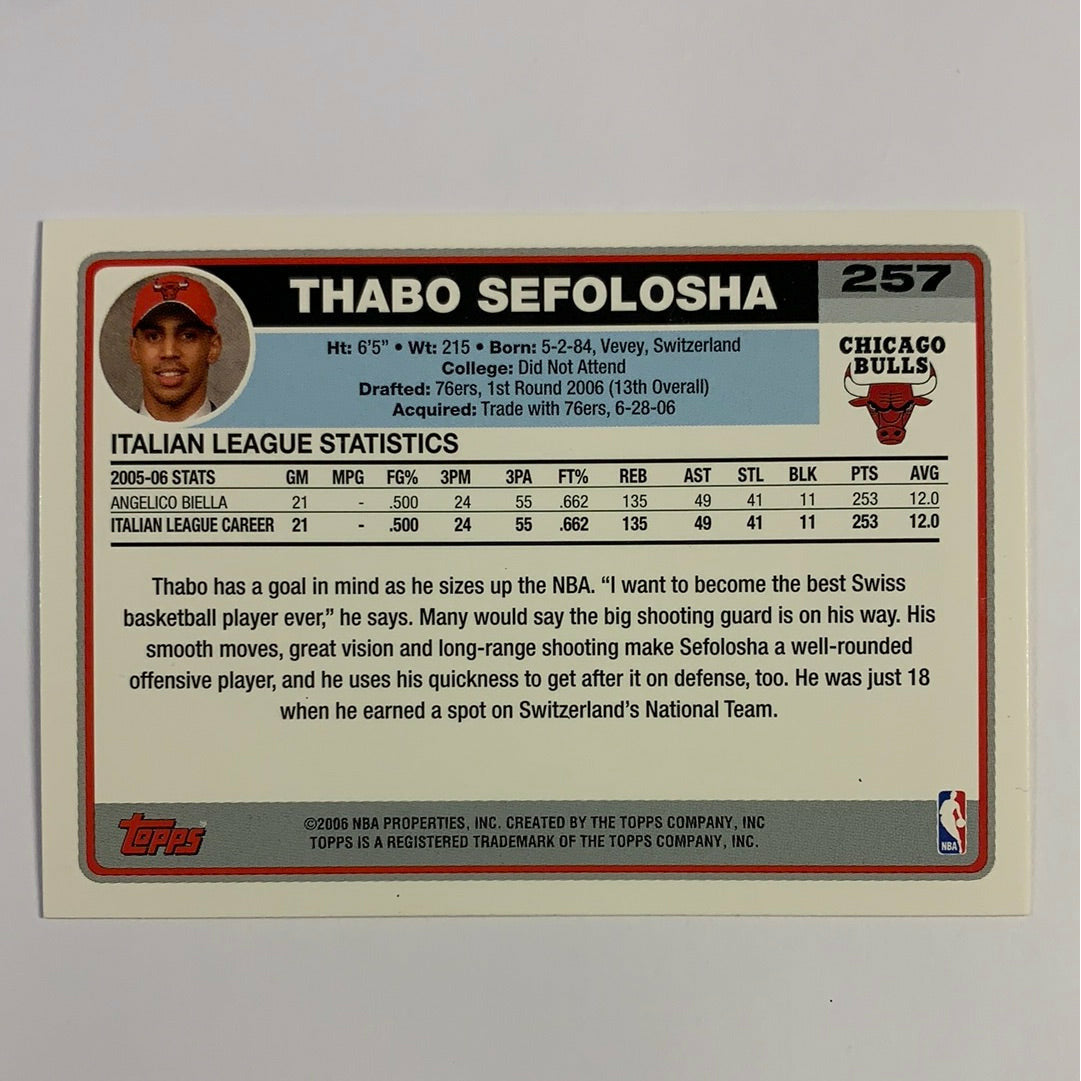 THABO SEFOLOSHA
257
Ht: 6'5" • Wt: 215 • Born: 5-2-84, Vevey, Switzerland
College: Did Not Attend
Drafted: 76ers, 1st Round 2006 (13th Overall)
Acquired: Trade with 76ers, 6-28-06
CHICAGO
BULLS
ITALIAN LEAGUE STATISTICS
2005-06 STATS GM MPG FG% 3PM 3PA FT% REB AST STL BLK PTS AVG
ANGELICO BIELLA 21 - .500 24 55 .662 135 49 41 11 253 12.0
ITALIAN LEAGUE CAREER 21 - .500 24 55 .662 135 49 41 11 253 12.0
Thabo has a goal in mind as he sizes up the NBA. “I want to become the best Swiss
basketball player ever,” he says. Many would say the big shooting guard is on his way. His
smooth moves, great vision and long-range shooting make Sefolosha a well-rounded
offensive player, and he uses his quickness to get after it on defense, too. He was just 18
when he earned a spot on Switzerland’s National Team.
Topps
©2006 NBA PROPERTIES, INC. CREATED BY THE TOPPS COMPANY, INC
TOPPS IS A REGISTERED TRADEMARK OF THE TOPPS COMPANY, INC.
NBA